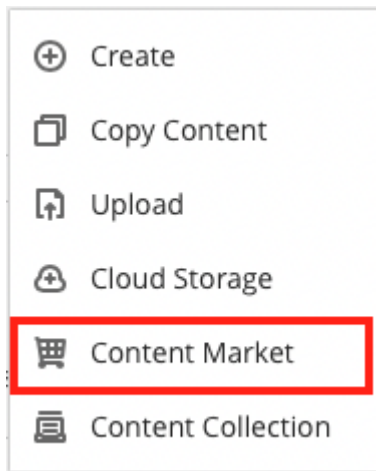 Create
Copy Content
Upload
Cloud Storage
Content Market
Content Collection